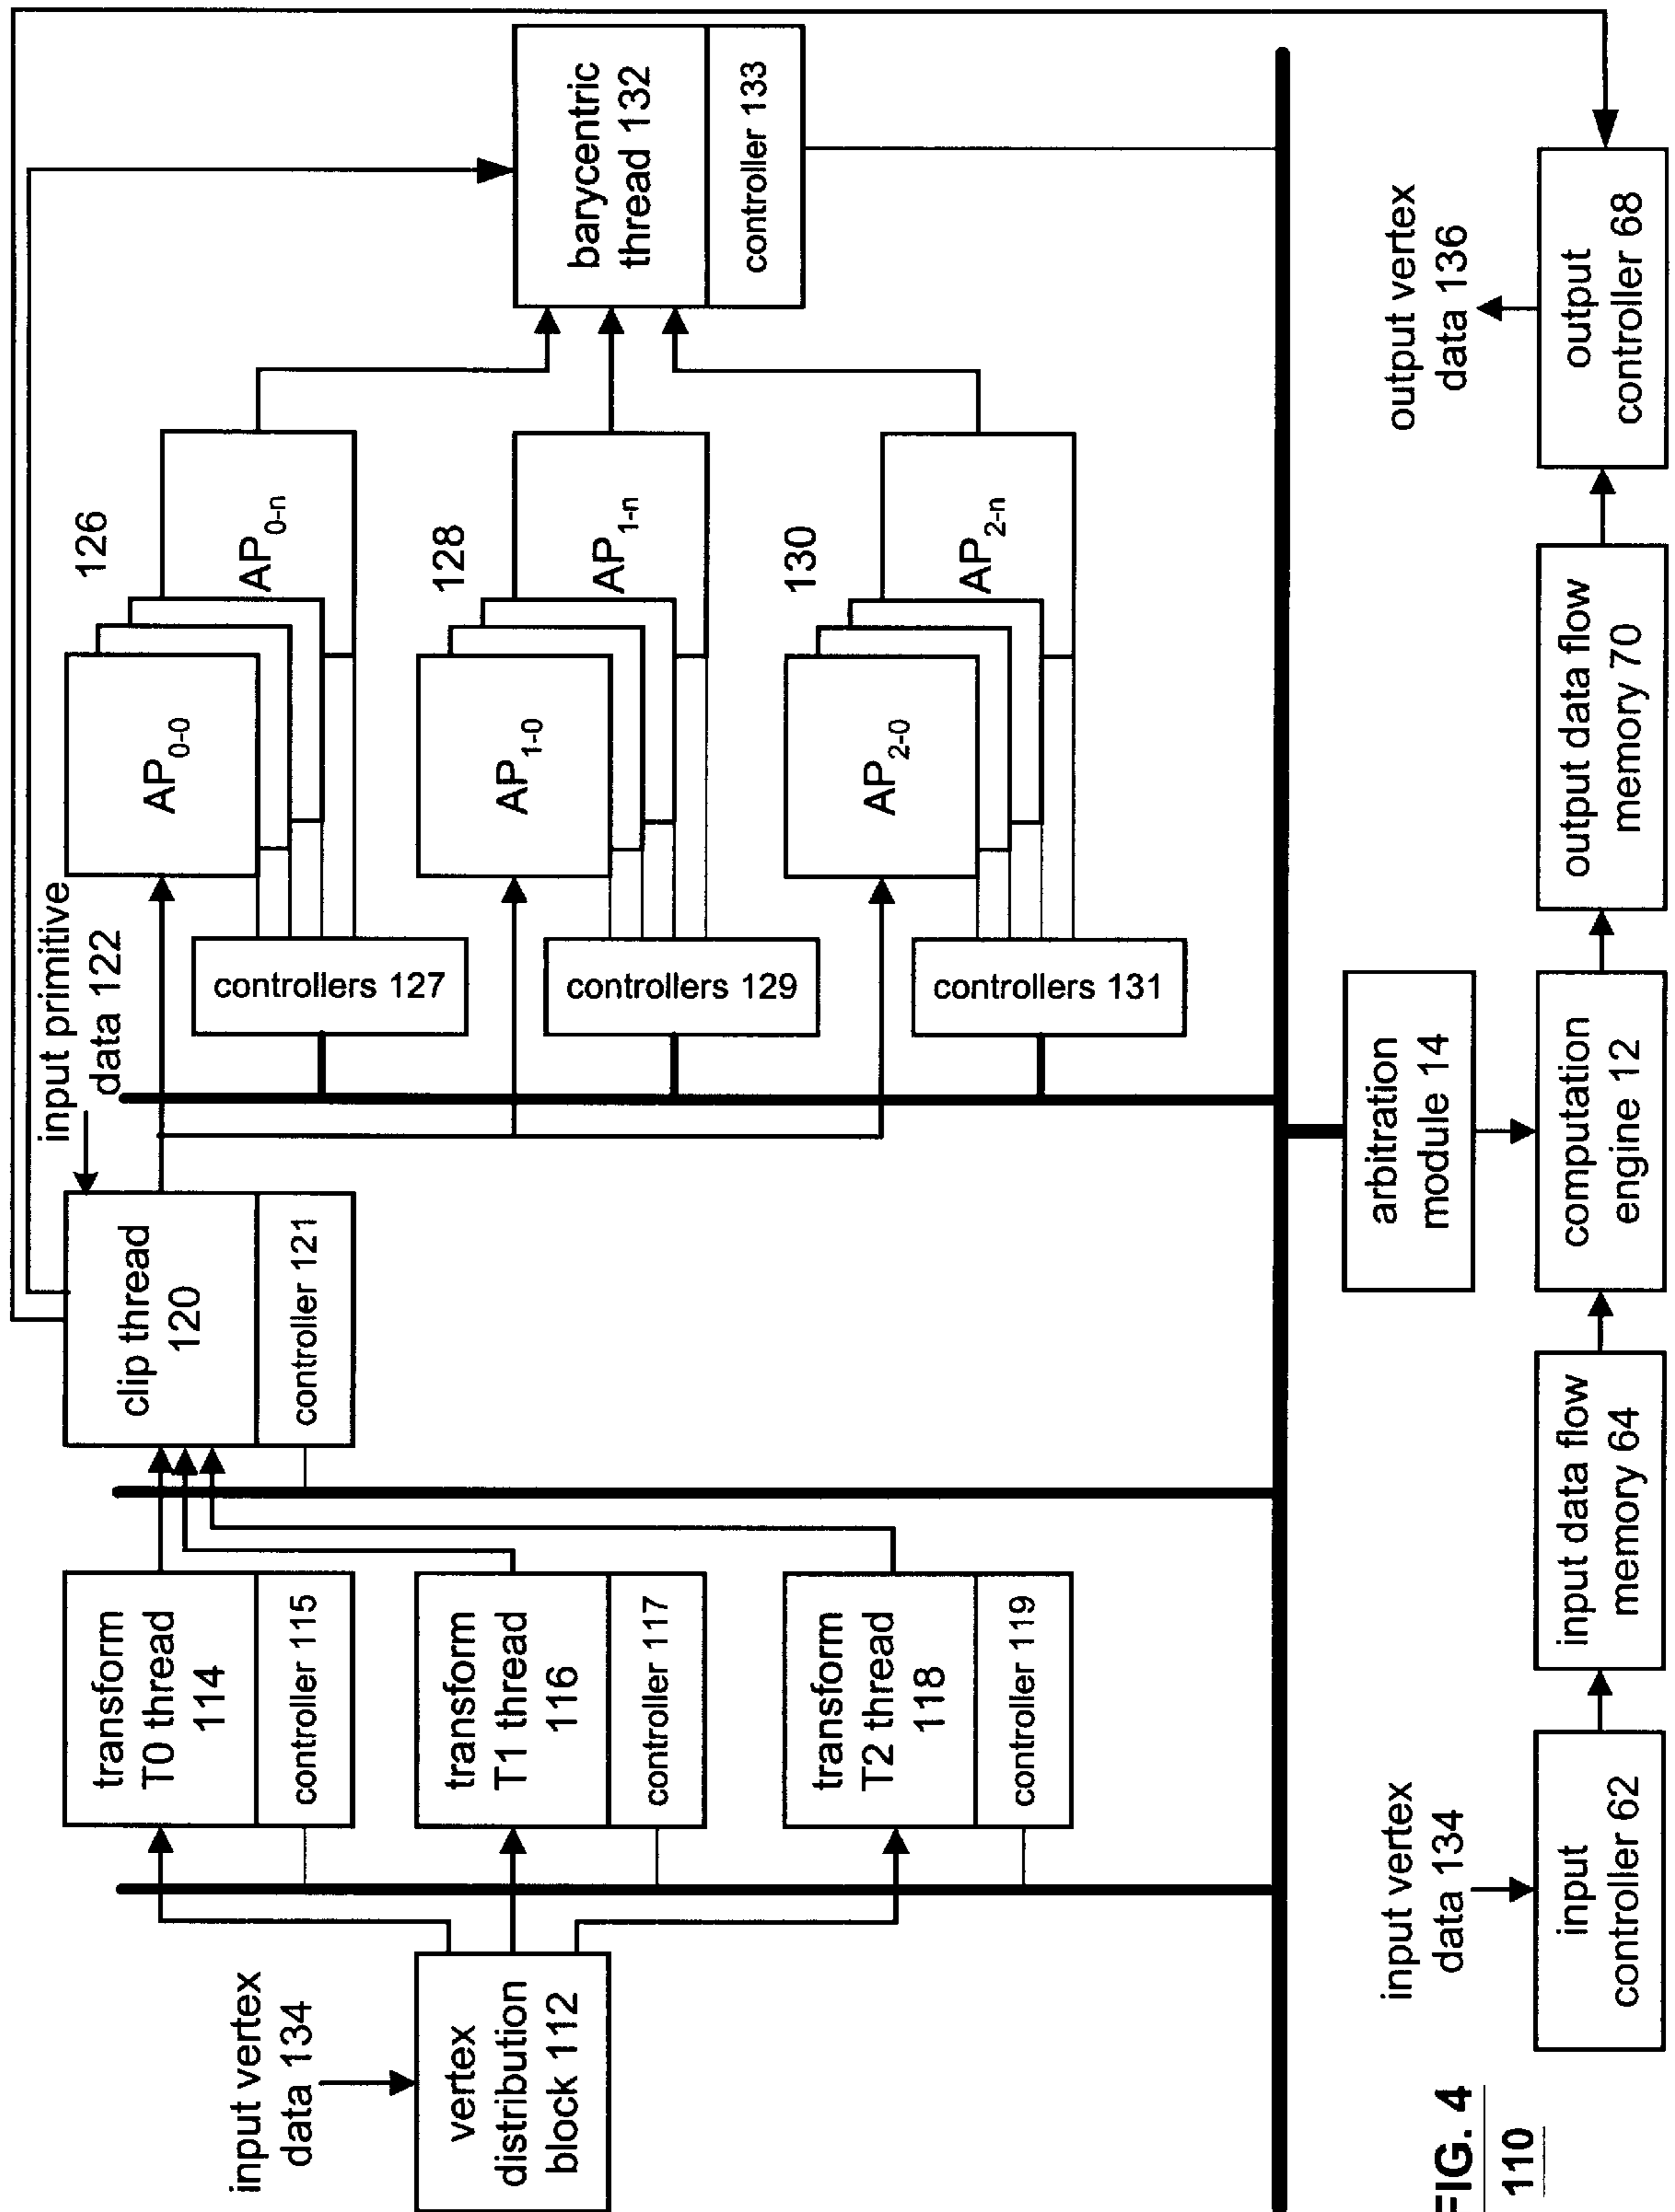 input vertex
data 134
vertex
distribution
block 112
transform
T0 thread
114
controller 115
transform
T1 thread
116
controller 117
transform
T2 thread
118
controller 119
clip thread
120
controller 121
input primitive
data 122
controllers 127
AP0-0
AP0-n
126
controllers 129
AP1-0
AP1-n
128
controllers 131
AP2-0
AP2-n
130
barycentric
thread 132
controller 133
arbitration
module 14
input vertex
data 134
input
controller 62
input data flow
memory 64
computation
engine 12
output data flow
memory 70
output
controller 68
output vertex
data 136
FIG. 4
110